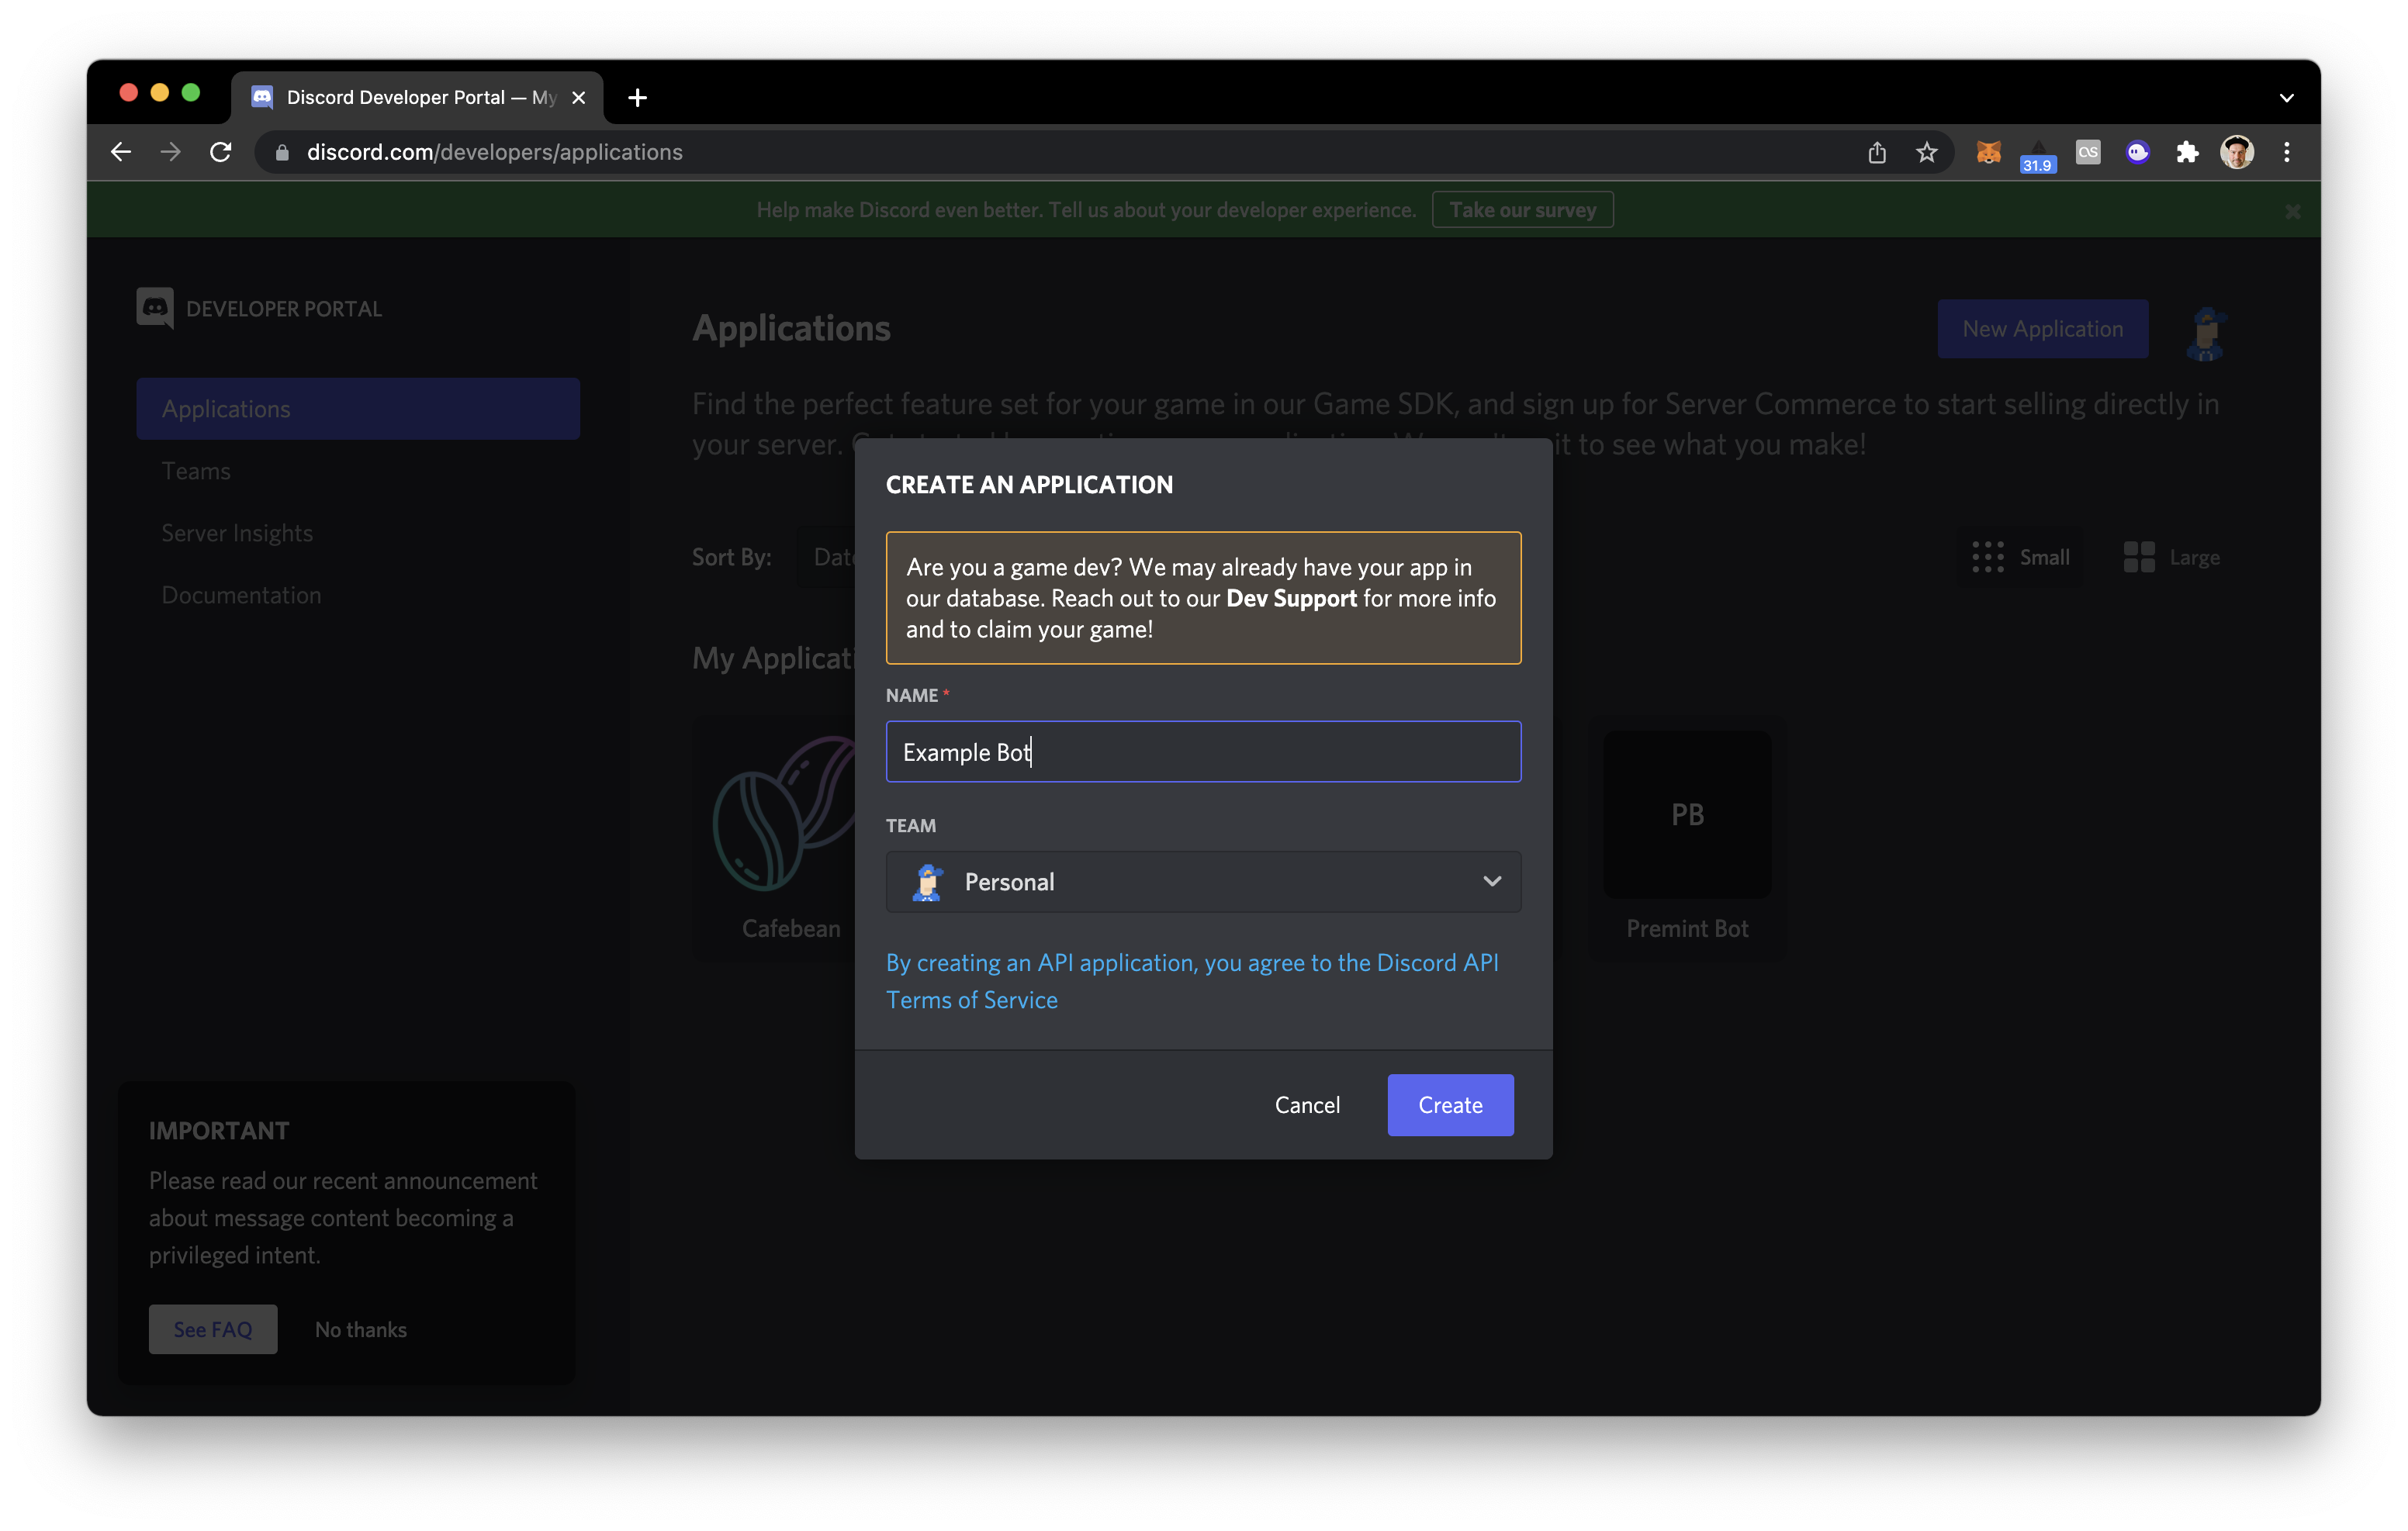 Discord Developer Portal — My
discord.com/developers/applications
31.9
Help make Discord even better. Tell us about your developer experience.
Take our survey
DEVELOPER PORTAL
Applications
Teams
Server Insights
Documentation
Applications
New Application
Find the perfect feature set for your game in our Game SDK, and sign up for Server Commerce to start selling directly in
your server. it to see what you make!
Sort By:
Small
Large
CREATE AN APPLICATION
Are you a game dev? We may already have your app in
our database. Reach out to our Dev Support for more info
and to claim your game!
NAME *
Example Bot
TEAM
Personal
By creating an API application, you agree to the Discord API
Terms of Service
Cancel
Create
My
Cafebean
PB
Premint Bot
IMPORTANT
Please read our recent announcement
about message content becoming a
privileged intent.
See FAQ
No thanks